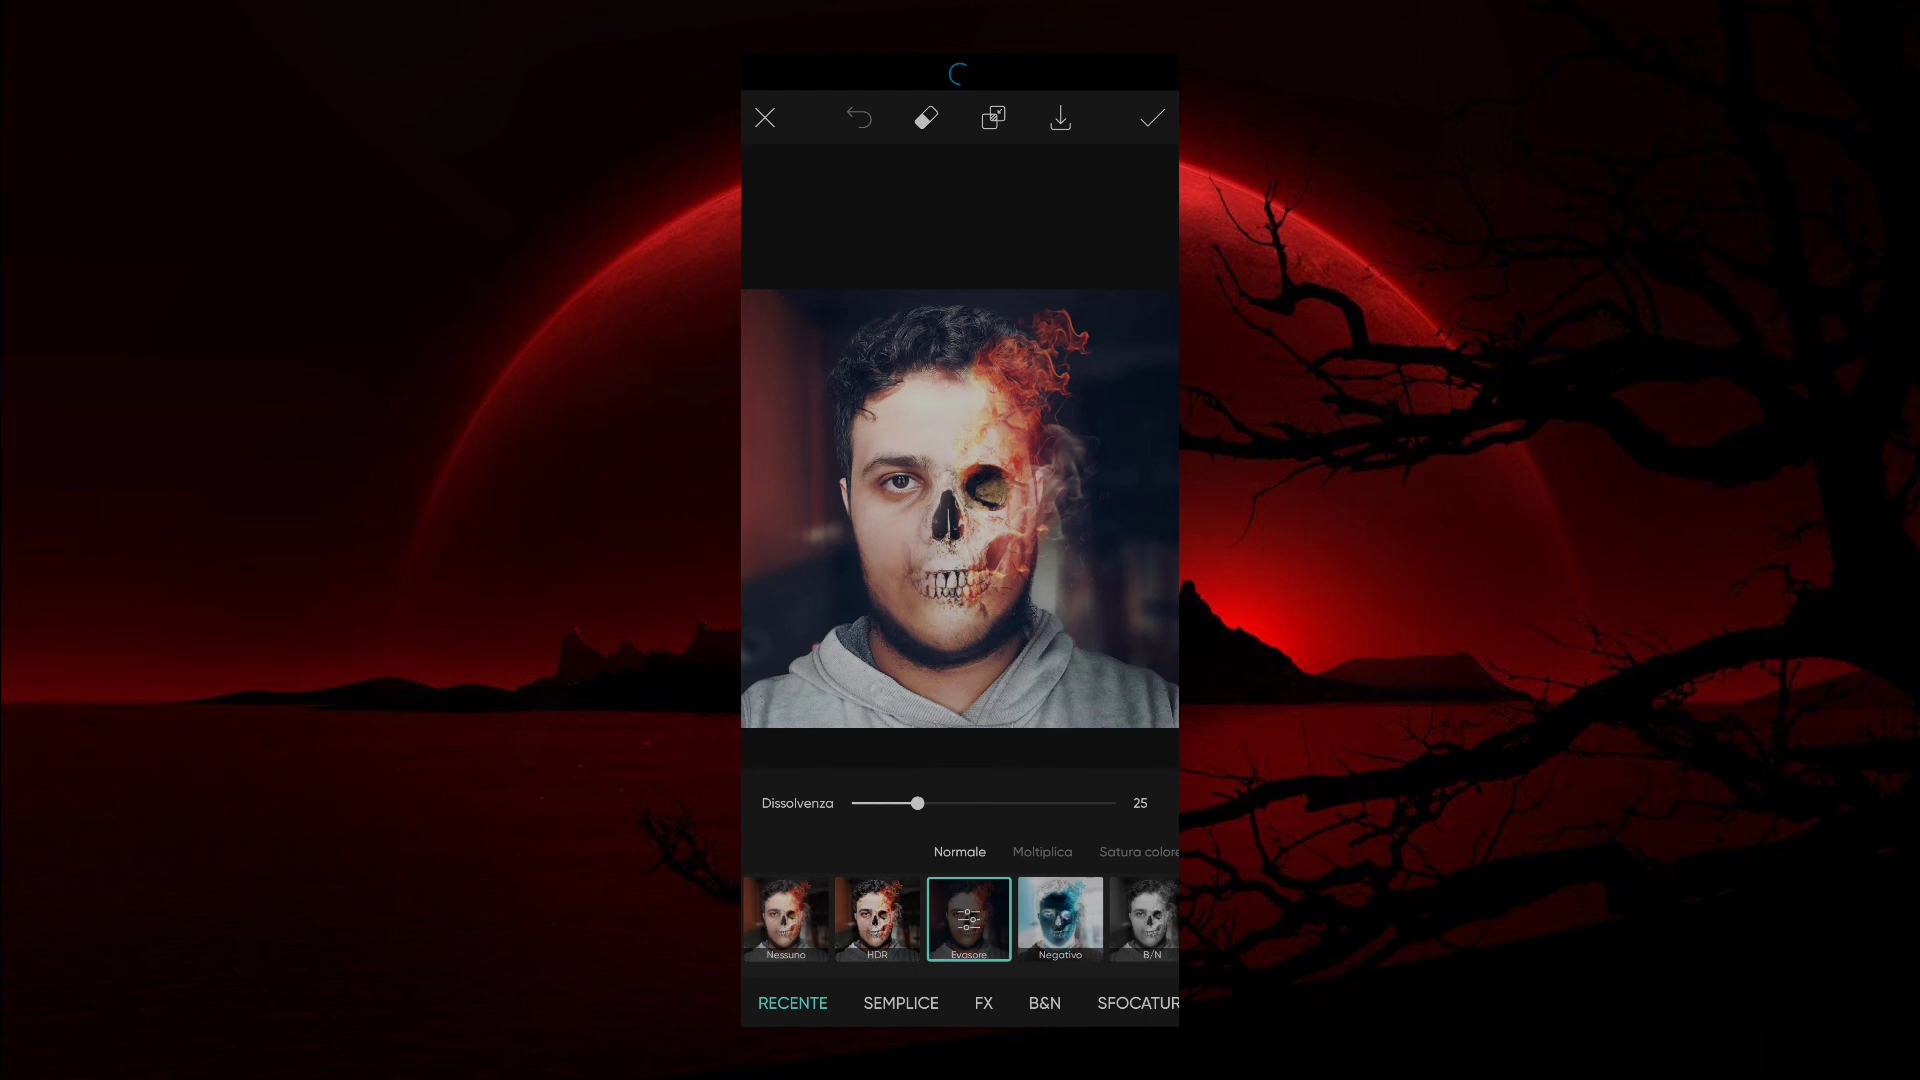 Dissolvenza 25
Normale Moltiplica Satura colore
Nessuno HDR Evasore Negativo B/N
RECENTE SEMPLICE FX B&N SFOCATUR